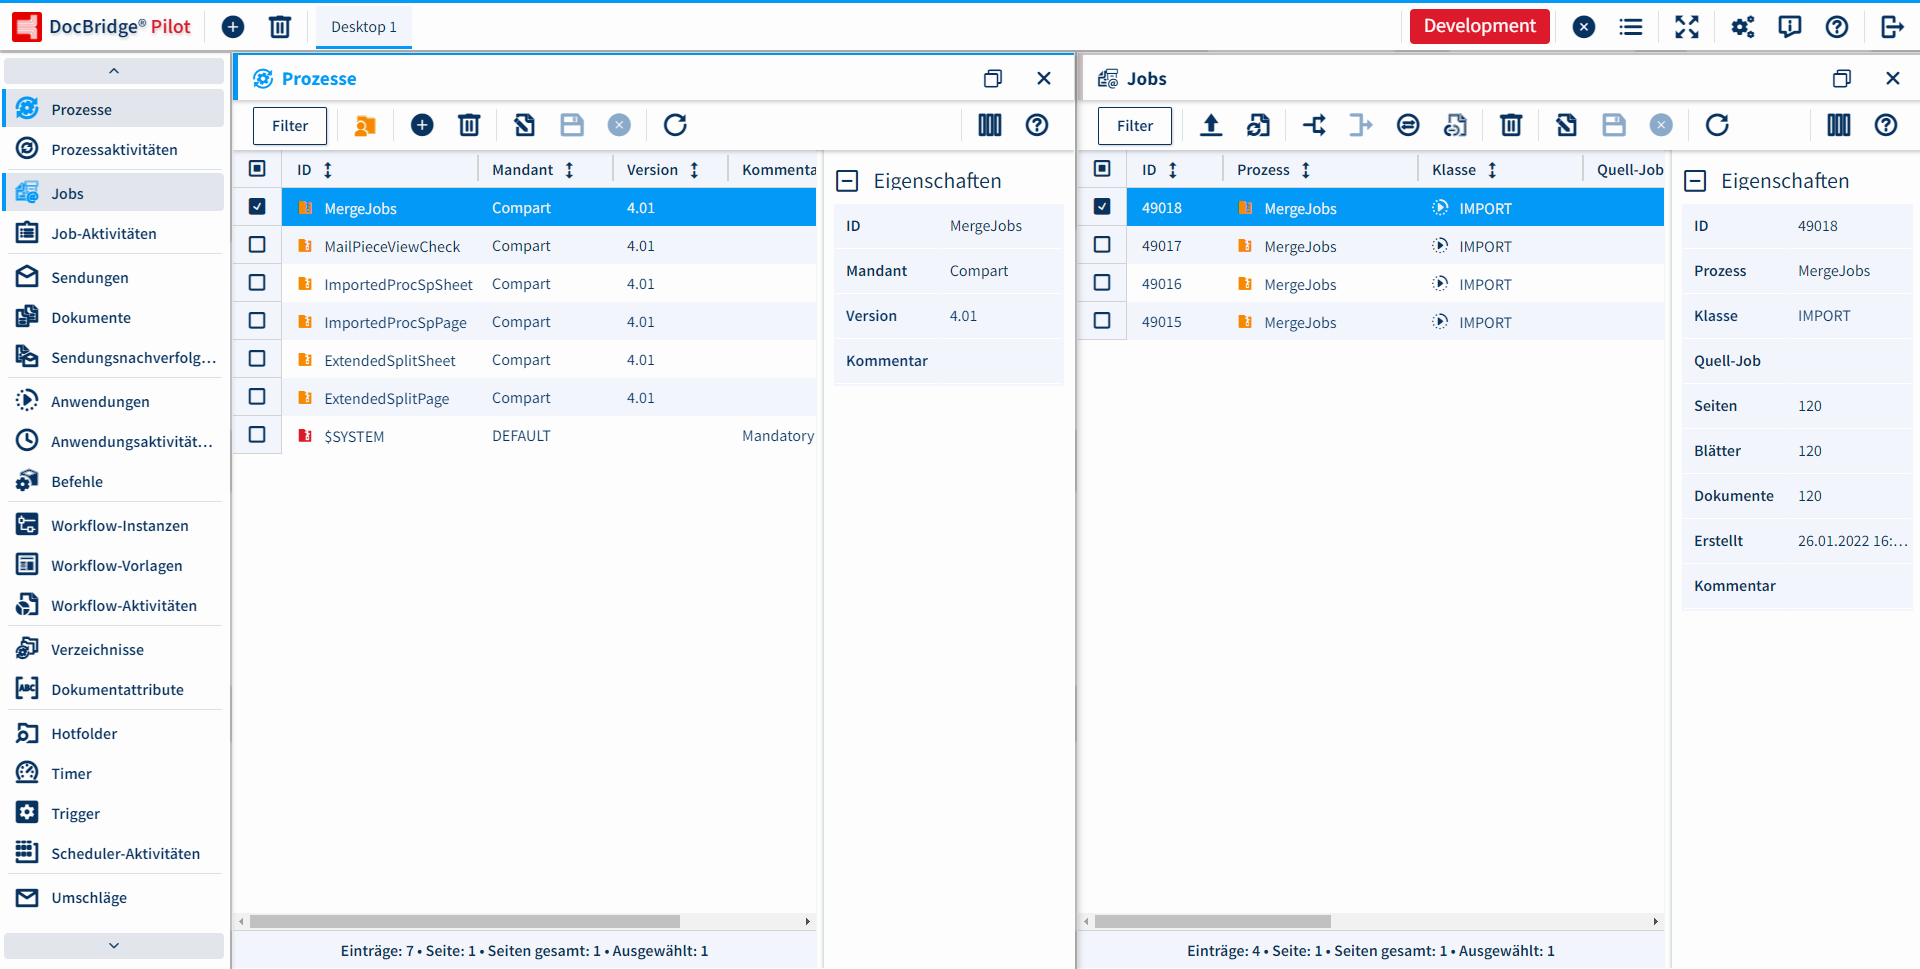 DocBridge® Pilot
Desktop 1
Development
Prozesse
Prozessaktivitäten
Jobs
Job-Aktivitäten
Sendungen
Dokumente
Sendungsnachverfolg...
Anwendungen
Anwendungsaktivität...
Befehle
Workflow-Instanzen
Workflow-Vorlagen
Workflow-Aktivitäten
Verzeichnisse
Dokumentattribute
Hotfolder
Timer
Trigger
Scheduler-Aktivitäten
Umschläge
Prozesse
Filter
ID Mandant Version Kommenta
MergeJobs Compart 4.01
MailPieceViewCheck Compart 4.01
ImportedProcSpSheet Compart 4.01
ImportedProcSpPage Compart 4.01
ExtendedSplitSheet Compart 4.01
ExtendedSplitPage Compart 4.01
$SYSTEM DEFAULT Mandatory
Einträge: 7 • Seite: 1 • Seiten gesamt: 1 • Ausgewählt: 1
Eigenschaften
ID MergeJobs
Mandant Compart
Version 4.01
Kommentar
Jobs
Filter
ID Prozess Klasse Quell-Job
49018 MergeJobs IMPORT
49017 MergeJobs IMPORT
49016 MergeJobs IMPORT
49015 MergeJobs IMPORT
Einträge: 4 • Seite: 1 • Seiten gesamt: 1 • Ausgewählt: 1
Eigenschaften
ID 49018
Prozess MergeJobs
Klasse IMPORT
Quell-Job
Seiten 120
Blätter 120
Dokumente 120
Erstellt 26.01.2022 16:...
Kommentar